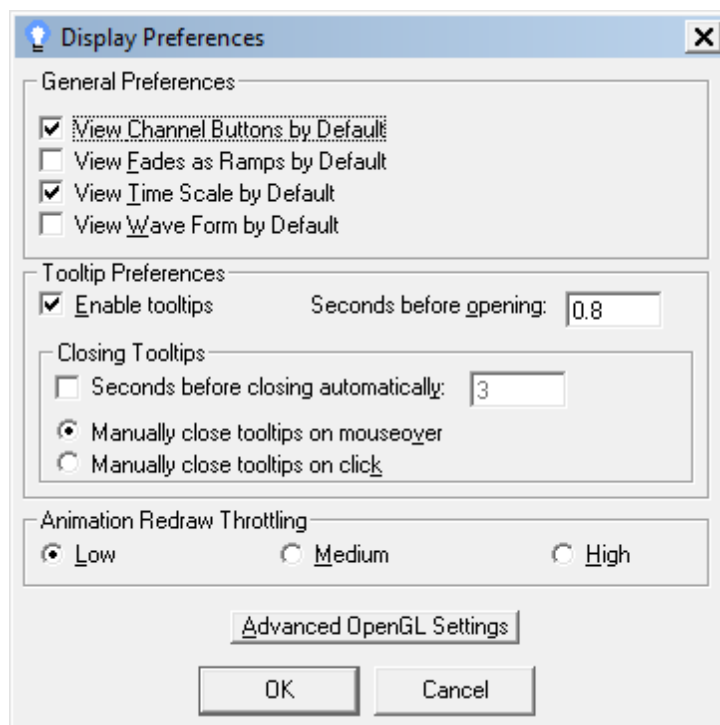 Display Preferences
General Preferences
View Channel Buttons by Default
View Fades as Ramps by Default
View Time Scale by Default
View Wave Form by Default
Tooltip Preferences
Enable tooltips Seconds before opening: 0.8
Closing Tooltips
Seconds before closing automatically: 3
Manually close tooltips on mouseover
Manually close tooltips on click
Animation Redraw Throttling
Low Medium High
Advanced OpenGL Settings
OK Cancel